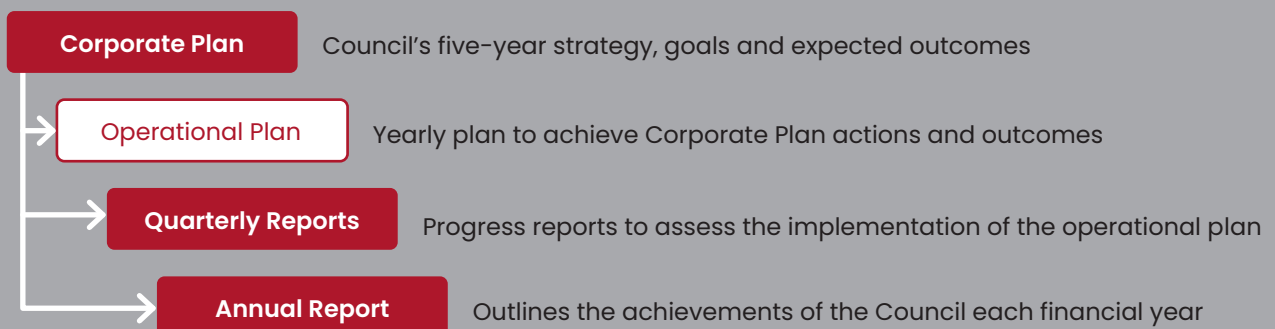 Corporate Plan Council’s five-year strategy, goals and expected outcomes
Operational Plan Yearly plan to achieve Corporate Plan actions and outcomes
Quarterly Reports Progress reports to assess the implementation of the operational plan
Annual Report Outlines the achievements of the Council each financial year